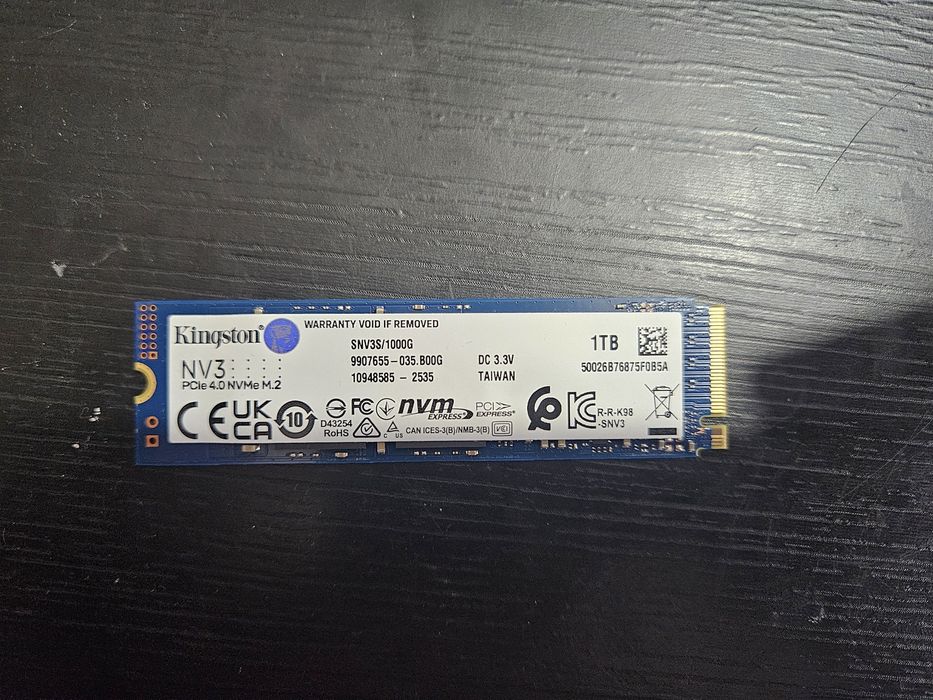 Kingston®
WARRANTY VOID IF REMOVED
SNV3S/1000G
9907655-035.B00G
DC 3.3V
10948585 - 2535
TAIWAN
1TB
50026B76875F0B5A
NV3
PCIe 4.0 NVMe M.2
CE
UK
CA
10
D43254
RoHS
FC
nvm
EXPRESS®
PCI
EXPRESS®
C US
CAN ICES-3(B)/NMB-3(B)
VCI
R-R-K98
-SNV3